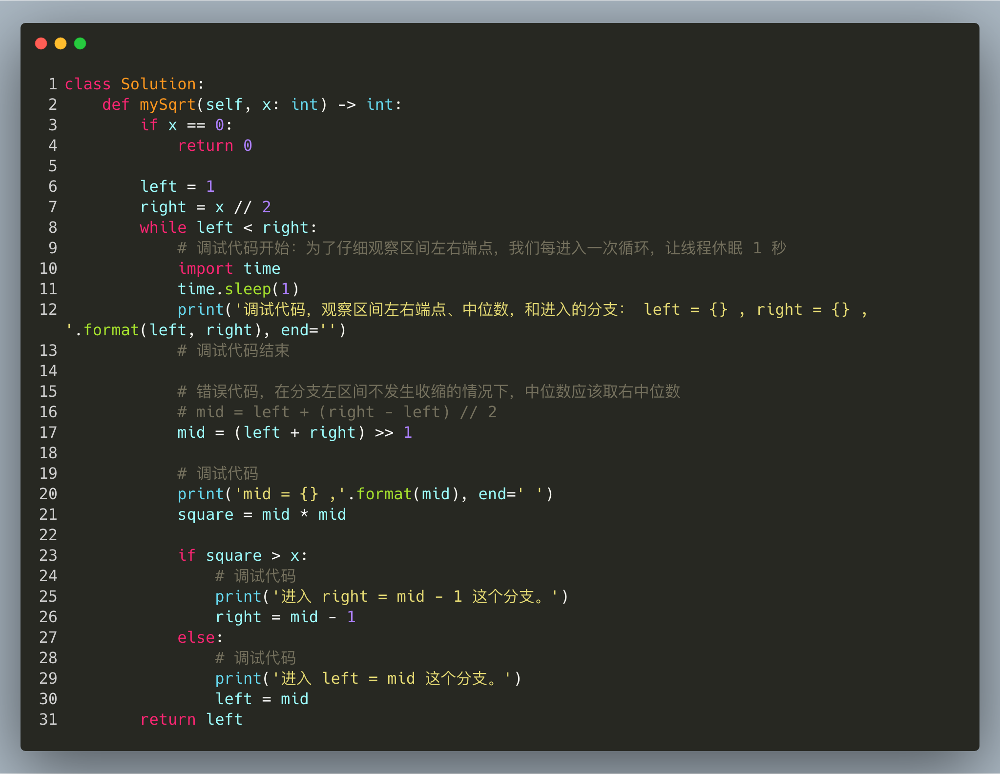 1 class Solution:
2     def mySqrt(self, x: int) -> int:
3         if x == 0:
4             return 0
5
6         left = 1
7         right = x // 2
8         while left < right:
9             # 调试代码开始：为了仔细观察区间左右端点，我们每进入一次循环，让线程休眠 1 秒
10             import time
11             time.sleep(1)
12             print('调试代码，观察区间左右端点、中位数，和进入的分支： left = {} , right = {} ,
'.format(left, right), end='')
13             # 调试代码结束
14
15             # 错误代码，在分支左区间不发生收缩的情况下，中位数应该取右中位数
16             # mid = left + (right - left) // 2
17             mid = (left + right) >> 1
18
19             # 调试代码
20             print('mid = {} ,'.format(mid), end=' ')
21             square = mid * mid
22
23             if square > x:
24                 # 调试代码
25                 print('进入 right = mid - 1 这个分支。')
26                 right = mid - 1
27             else:
28                 # 调试代码
29                 print('进入 left = mid 这个分支。')
30                 left = mid
31         return left